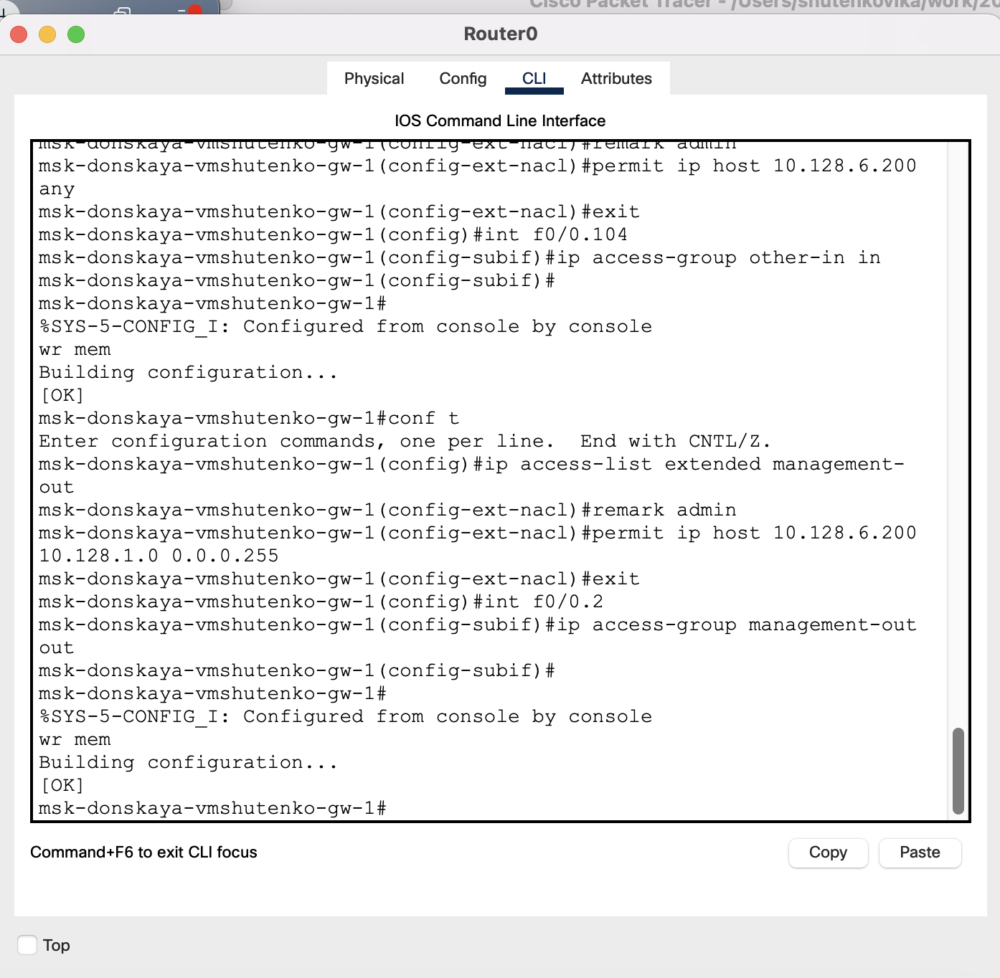 Cisco Packet Tracer - /Users/shutenkovika/work/20
Router0
Physical Config CLI Attributes
IOS Command Line Interface
msk-donskaya-vmshutenko-gw-1(config-ext-nacl)#remark admin
msk-donskaya-vmshutenko-gw-1(config-ext-nacl)#permit ip host 10.128.6.200
any
msk-donskaya-vmshutenko-gw-1(config-ext-nacl)#exit
msk-donskaya-vmshutenko-gw-1(config)#int f0/0.104
msk-donskaya-vmshutenko-gw-1(config-subif)#ip access-group other-in in
msk-donskaya-vmshutenko-gw-1(config-subif)#
msk-donskaya-vmshutenko-gw-1#
%SYS-5-CONFIG_I: Configured from console by console
wr mem
Building configuration...
[OK]
msk-donskaya-vmshutenko-gw-1#conf t
Enter configuration commands, one per line.  End with CNTL/Z.
msk-donskaya-vmshutenko-gw-1(config)#ip access-list extended management-
out
msk-donskaya-vmshutenko-gw-1(config-ext-nacl)#remark admin
msk-donskaya-vmshutenko-gw-1(config-ext-nacl)#permit ip host 10.128.6.200
10.128.1.0 0.0.0.255
msk-donskaya-vmshutenko-gw-1(config-ext-nacl)#exit
msk-donskaya-vmshutenko-gw-1(config)#int f0/0.2
msk-donskaya-vmshutenko-gw-1(config-subif)#ip access-group management-out
out
msk-donskaya-vmshutenko-gw-1(config-subif)#
msk-donskaya-vmshutenko-gw-1#
%SYS-5-CONFIG_I: Configured from console by console
wr mem
Building configuration...
[OK]
msk-donskaya-vmshutenko-gw-1#
Command+F6 to exit CLI focus
Copy Paste
Top